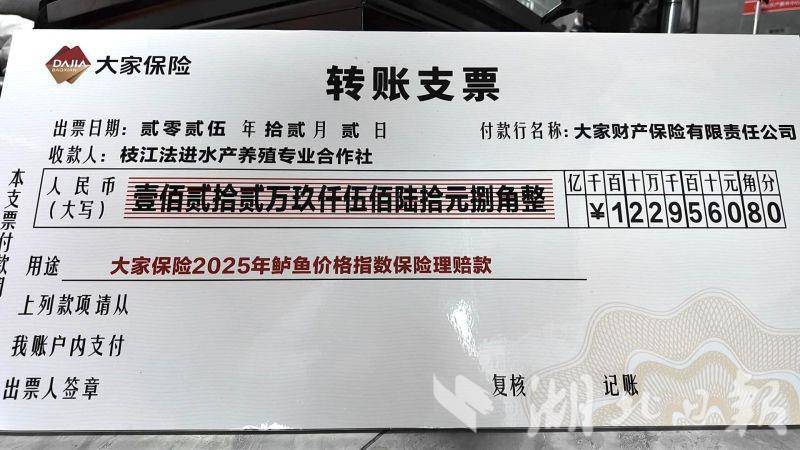 DAJIA
BAOXIAN
大家保险
转账支票
出票日期：贰零贰伍 年 拾贰 月 贰 日
付款行名称：大家财产保险有限责任公司
收款人：枝江法进水产养殖专业合作社
本支票付款期
人民币
(大写)
壹佰贰拾贰万玖仟伍佰陆拾元捌角整
亿千百十万千百十元角分
¥122956080
用途 大家保险2025年鲈鱼价格指数保险理赔款
上列款项请从
我账户内支付
出票人签章
复核
记账
湖北日报